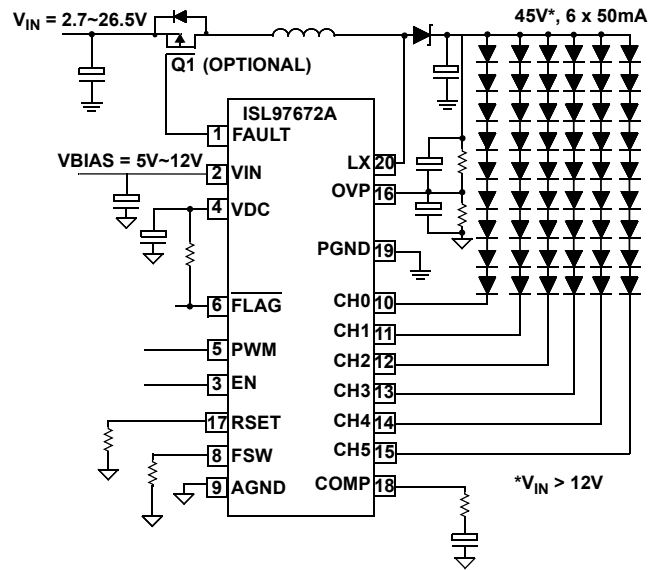 V_IN = 2.7~26.5V
45V*, 6 x 50mA
Q1 (OPTIONAL)
ISL97672A
1 FAULT
VBIAS = 5V~12V
2 VIN
LX 20
OVP 16
4 VDC
PGND 19
6 FLAG
CH0 10
CH1 11
5 PWM
CH2 12
3 EN
CH3 13
17 RSET
CH4 14
8 FSW
CH5 15
9 AGND
COMP 18
*V_IN > 12V